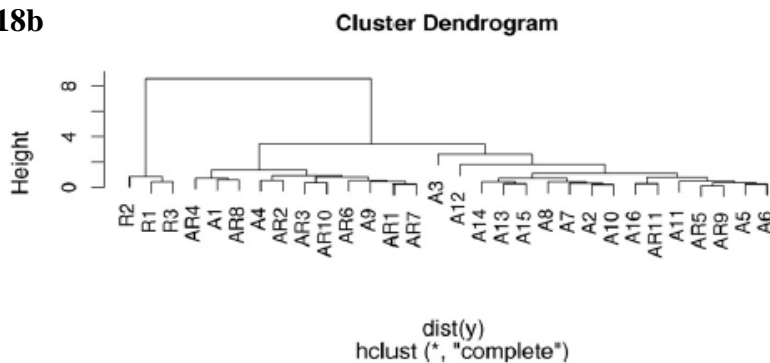 18b
Cluster Dendrogram
Height
0 4 8
R2 R1 R3 AR4 A1 AR8 A4 AR2 AR3 AR10 AR6 A9 AR1 AR7 A3 A12 A14 A13 A15 A8 A7 A2 A10 A16 AR11 A11 AR5 AR9 A5 A6
dist(y)
hclust (*, "complete")